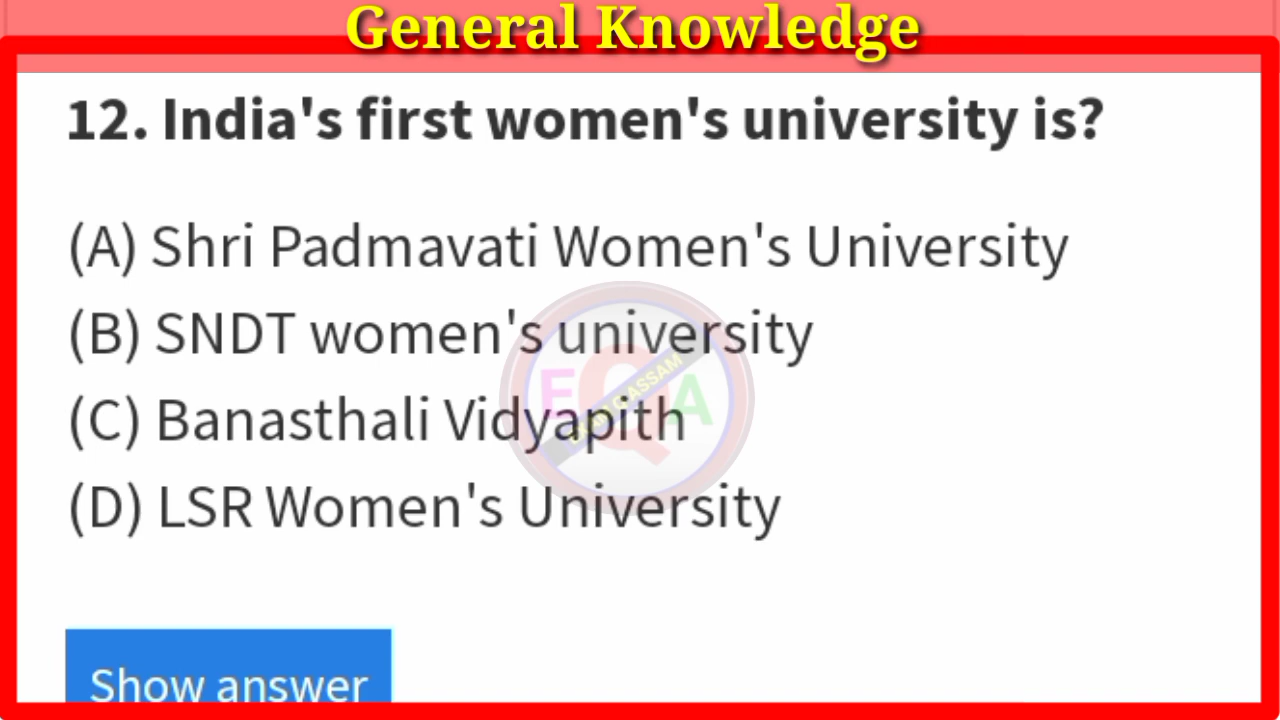 General Knowledge
12. India's first women's university is?
(A) Shri Padmavati Women's University
(B) SNDT women's university
(C) Banasthali Vidyapith
(D) LSR Women's University
E Q A
Show answer